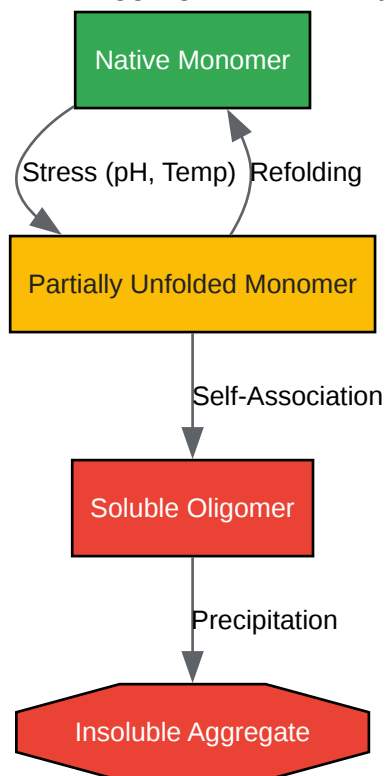 Native Monomer
Stress (pH, Temp)
Refolding
Partially Unfolded Monomer
Self-Association
Soluble Oligomer
Precipitation
Insoluble Aggregate